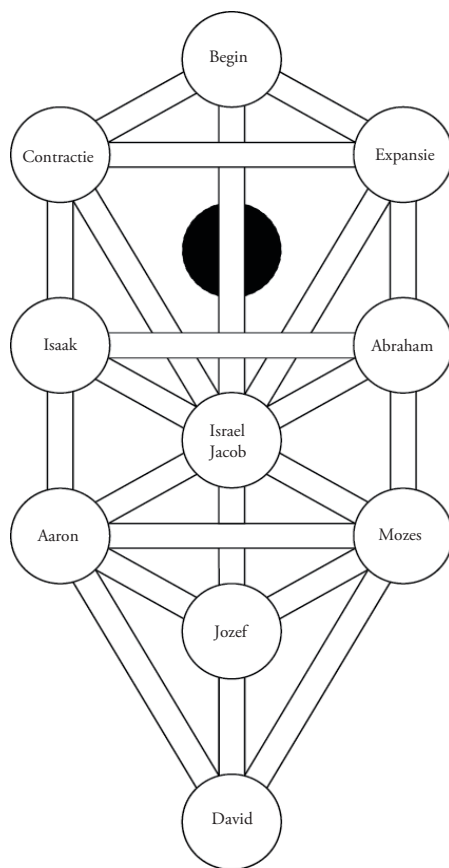 Begin
Contractie
Expansie
Isaak
Abraham
Israel
Jacob
Aaron
Mozes
Jozef
David